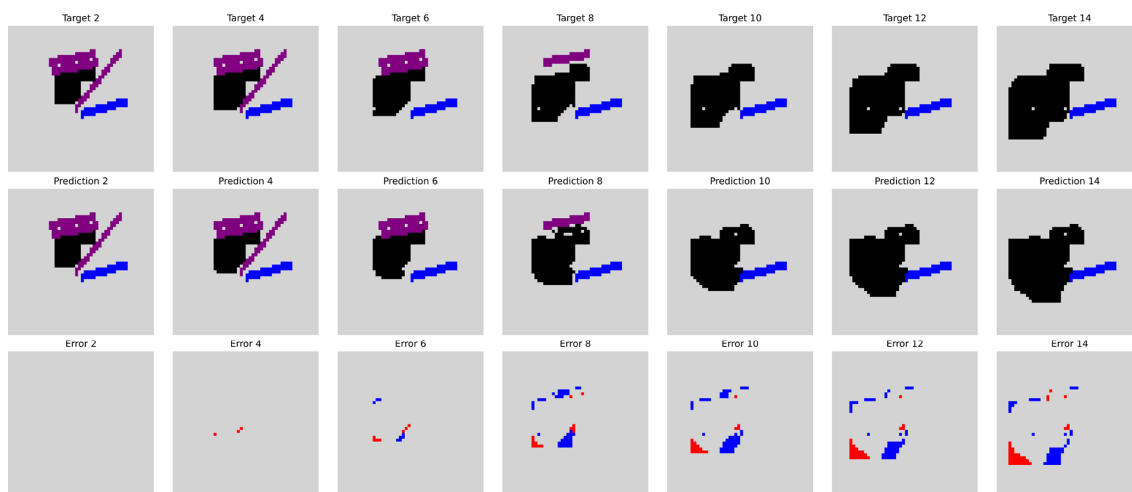 Target 2 Target 4 Target 6 Target 8 Target 10 Target 12 Target 14
Prediction 2 Prediction 4 Prediction 6 Prediction 8 Prediction 10 Prediction 12 Prediction 14
Error 2 Error 4 Error 6 Error 8 Error 10 Error 12 Error 14